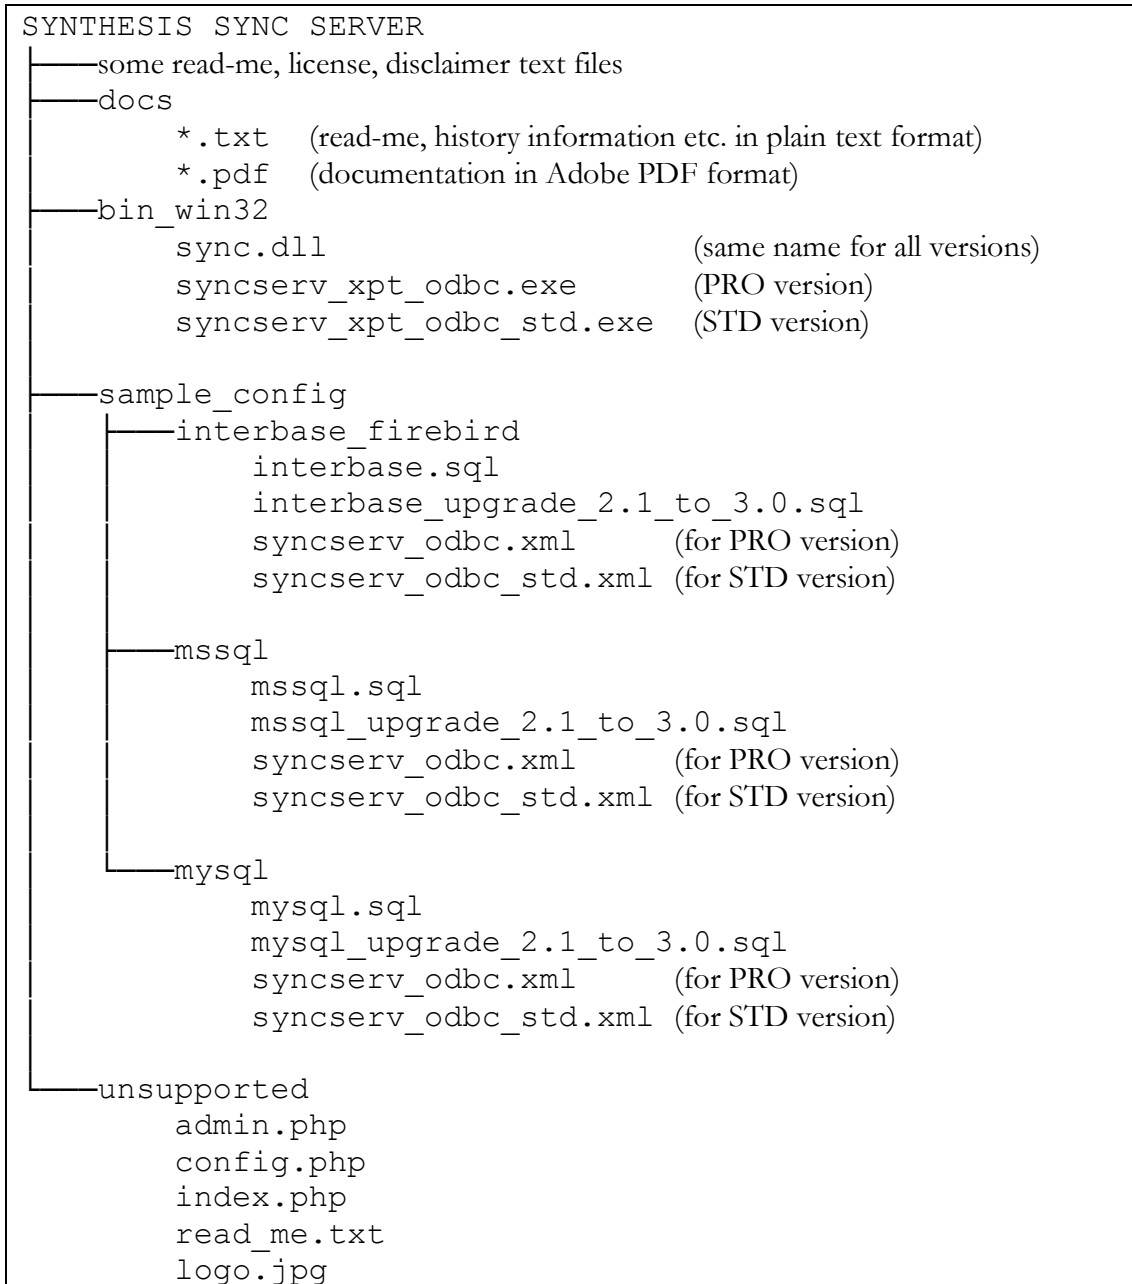 SYNTHESIS SYNC SERVER
some read-me, license, disclaimer text files
docs
*.txt (read-me, history information etc. in plain text format)
*.pdf (documentation in Adobe PDF format)
bin_win32
sync.dll (same name for all versions)
syncserv_xpt_odbc.exe (PRO version)
syncserv_xpt_odbc_std.exe (STD version)
sample_config
interbase_firebird
interbase.sql
interbase_upgrade_2.1_to_3.0.sql
syncserv_odbc.xml (for PRO version)
syncserv_odbc_std.xml (for STD version)
mssql
mssql.sql
mssql_upgrade_2.1_to_3.0.sql
syncserv_odbc.xml (for PRO version)
syncserv_odbc_std.xml (for STD version)
mysql
mysql.sql
mysql_upgrade_2.1_to_3.0.sql
syncserv_odbc.xml (for PRO version)
syncserv_odbc_std.xml (for STD version)
unsupported
admin.php
config.php
index.php
read_me.txt
logo.jpg